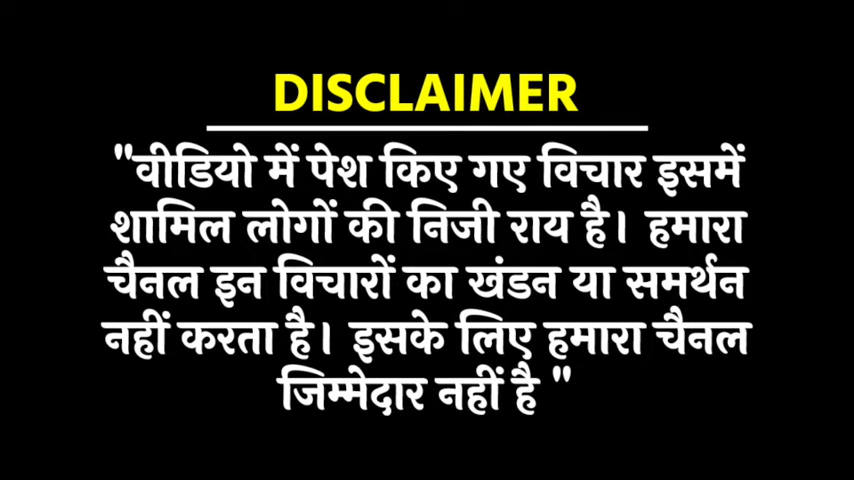 DISCLAIMER
"वीडियो में पेश किए गए विचार इसमें
शामिल लोगों की निजी राय है। हमारा
चैनल इन विचारों का खंडन या समर्थन
नहीं करता है। इसके लिए हमारा चैनल
जिम्मेदार नहीं है "